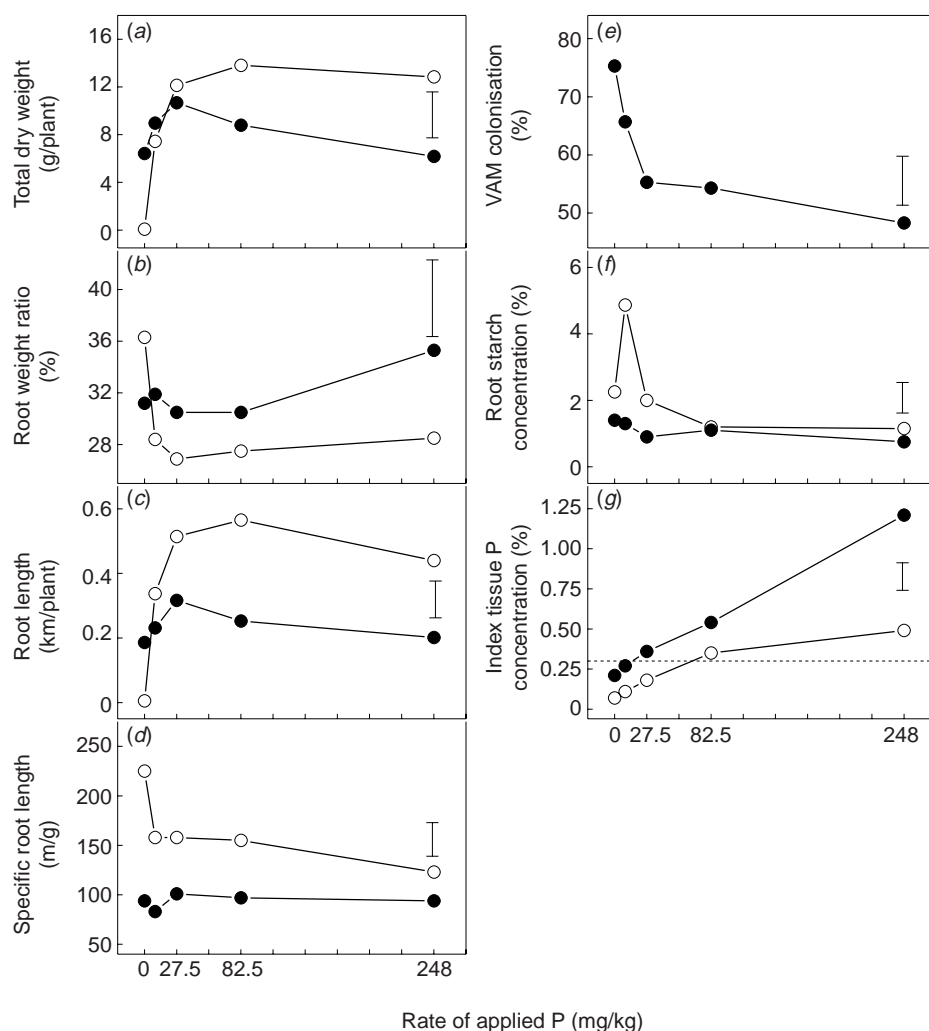 (a)
16
12
8
4
0
Total dry weight
(g/plant)
(b)
40
36
32
28
Root weight ratio
(%)
(c)
0.6
0.4
0.2
0
Root length
(km/plant)
(d)
250
200
150
100
50
Specific root length
(m/g)
0 27.5 82.5 248
(e)
80
70
60
50
VAM colonisation
(%)
(f)
6
4
2
0
Root starch
concentration (%)
(g)
1.25
1.00
0.75
0.50
0.25
0
Index tissue P
concentration (%)
0 27.5 82.5 248
Rate of applied P (mg/kg)